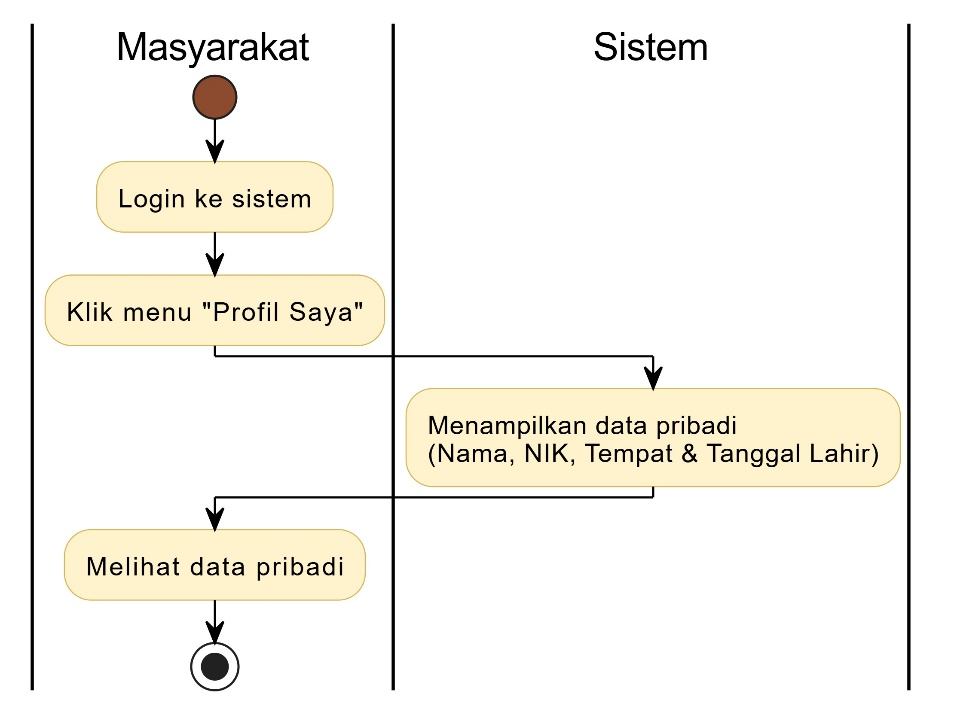 Masyarakat
Sistem
Login ke sistem
Klik menu "Profil Saya"
Menampilkan data pribadi
(Nama, NIK, Tempat & Tanggal Lahir)
Melihat data pribadi